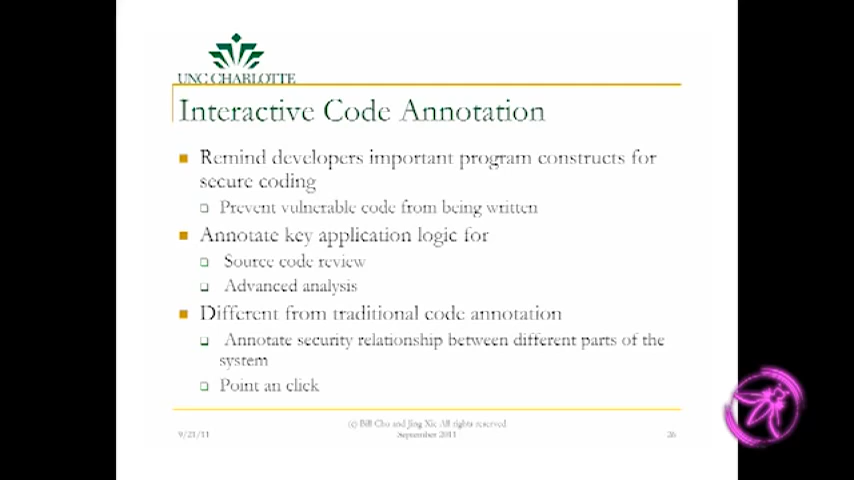 UNC CHARLOTTE
Interactive Code Annotation
Remind developers important program constructs for
secure coding
Prevent vulnerable code from being written
Annotate key application logic for
Source code review
Advanced analysis
Different from traditional code annotation
Annotate security relationship between different parts of the
system
Point an click
(c) Bill Chu and Jing Xie All rights reserved
9/21/11
September 2011
26